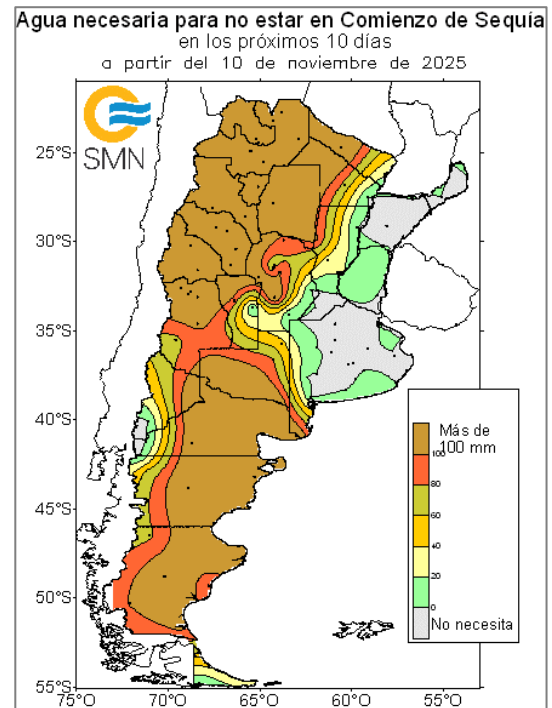 Agua necesaria para no estar en Comienzo de Sequía
en los próximos 10 días
a partir del 10 de noviembre de 2025
SMN
25°S
30°S
35°S
40°S
45°S
50°S
55°S
75°O 70°O 65°O 60°O 55°O
Más de
100 mm
100
80
60
40
20
0
No necesita